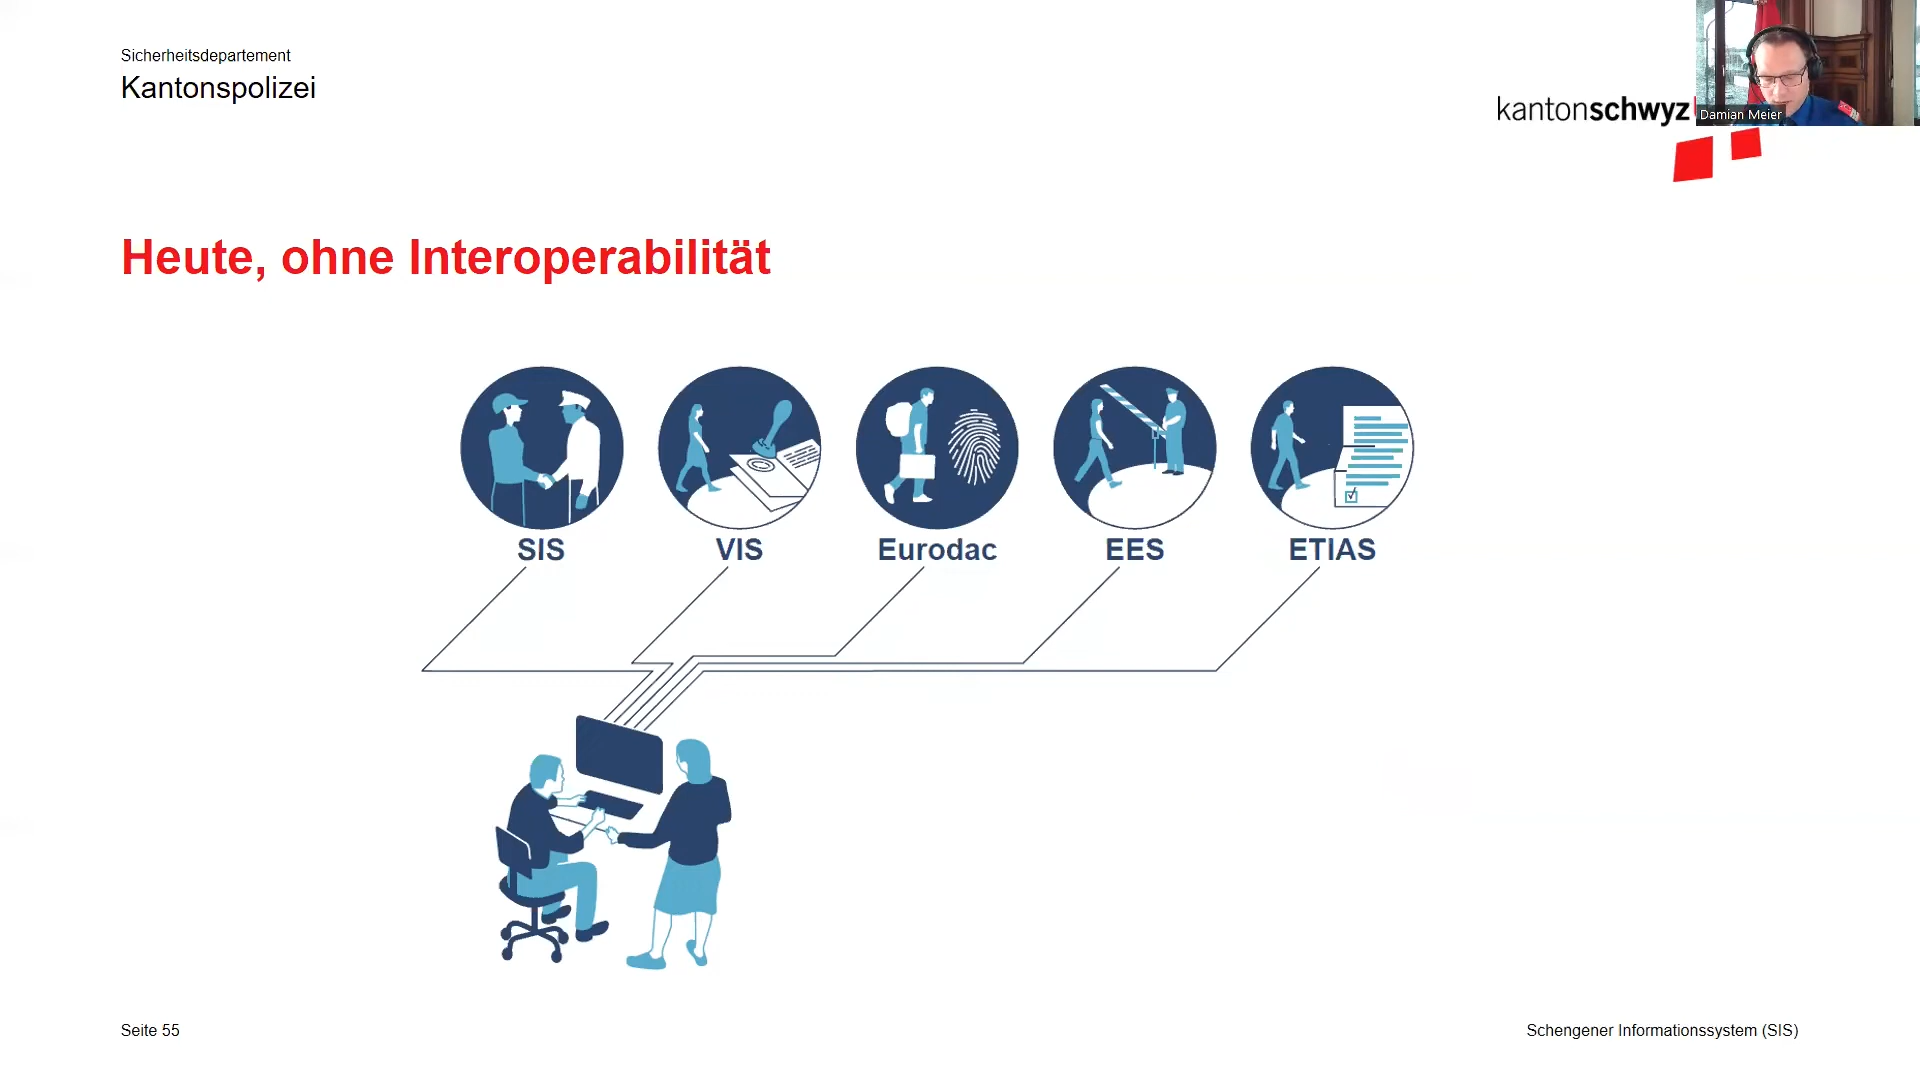 Sicherheitsdepartement
Kantonspolizei
kantonschwyz
Damian Meier
Heute, ohne Interoperabilität
SIS VIS Eurodac EES ETIAS
Seite 55
Schengener Informationssystem (SIS)